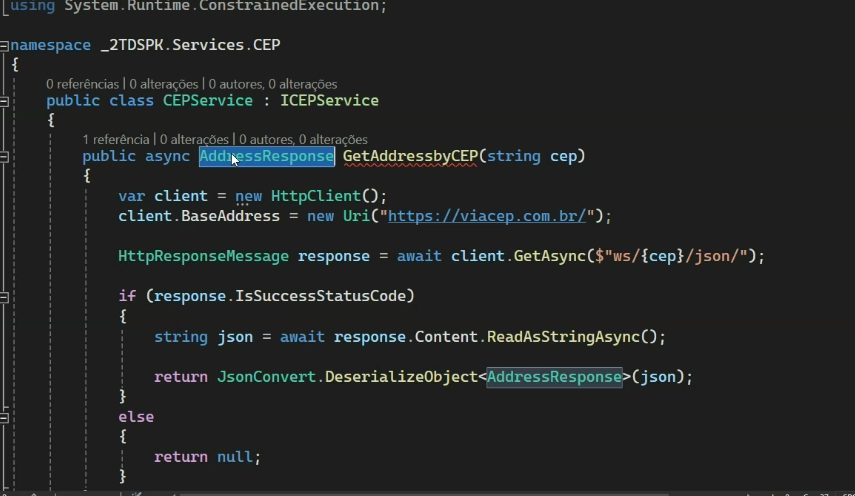 using System.Runtime.ConstrainedExecution;
namespace _2TDSPK.Services.CEP
{
0 referências | 0 alterações | 0 autores, 0 alterações
public class CEPService : ICEPService
{
1 referência | 0 alterações | 0 autores, 0 alterações
public async AddressResponse GetAddressbyCEP(string cep)
{
var client = new HttpClient();
client.BaseAddress = new Uri("https://viacep.com.br/");
HttpResponseMessage response = await client.GetAsync($"ws/{cep}/json/");
if (response.IsSuccessStatusCode)
{
string json = await response.Content.ReadAsStringAsync();
return JsonConvert.DeserializeObject<AddressResponse>(json);
}
else
{
return null;
}